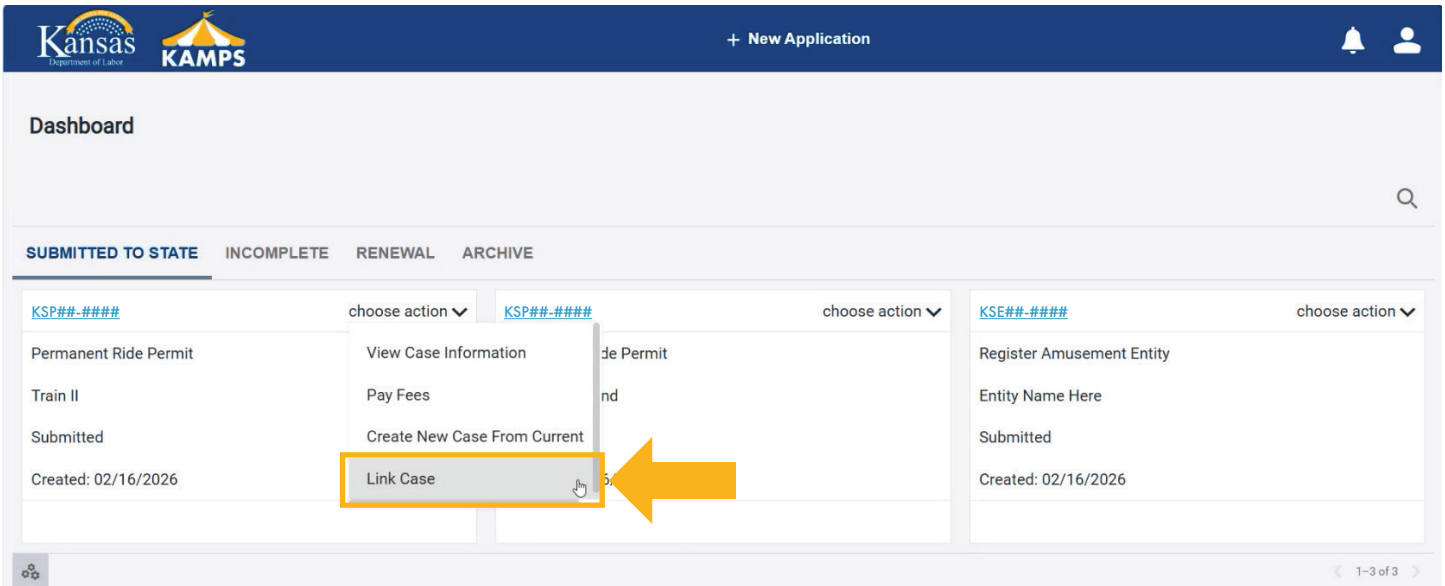 Kansas
Department of Labor
KAMPS
+ New Application
Dashboard
SUBMITTED TO STATE INCOMPLETE RENEWAL ARCHIVE
KSP##-#### choose action
Permanent Ride Permit
Train II
Submitted
Created: 02/16/2026
View Case Information
Pay Fees
Create New Case From Current
Link Case
KSP##-#### choose action
de Permit
nd
KSE##-#### choose action
Register Amusement Entity
Entity Name Here
Submitted
Created: 02/16/2026
1–3 of 3